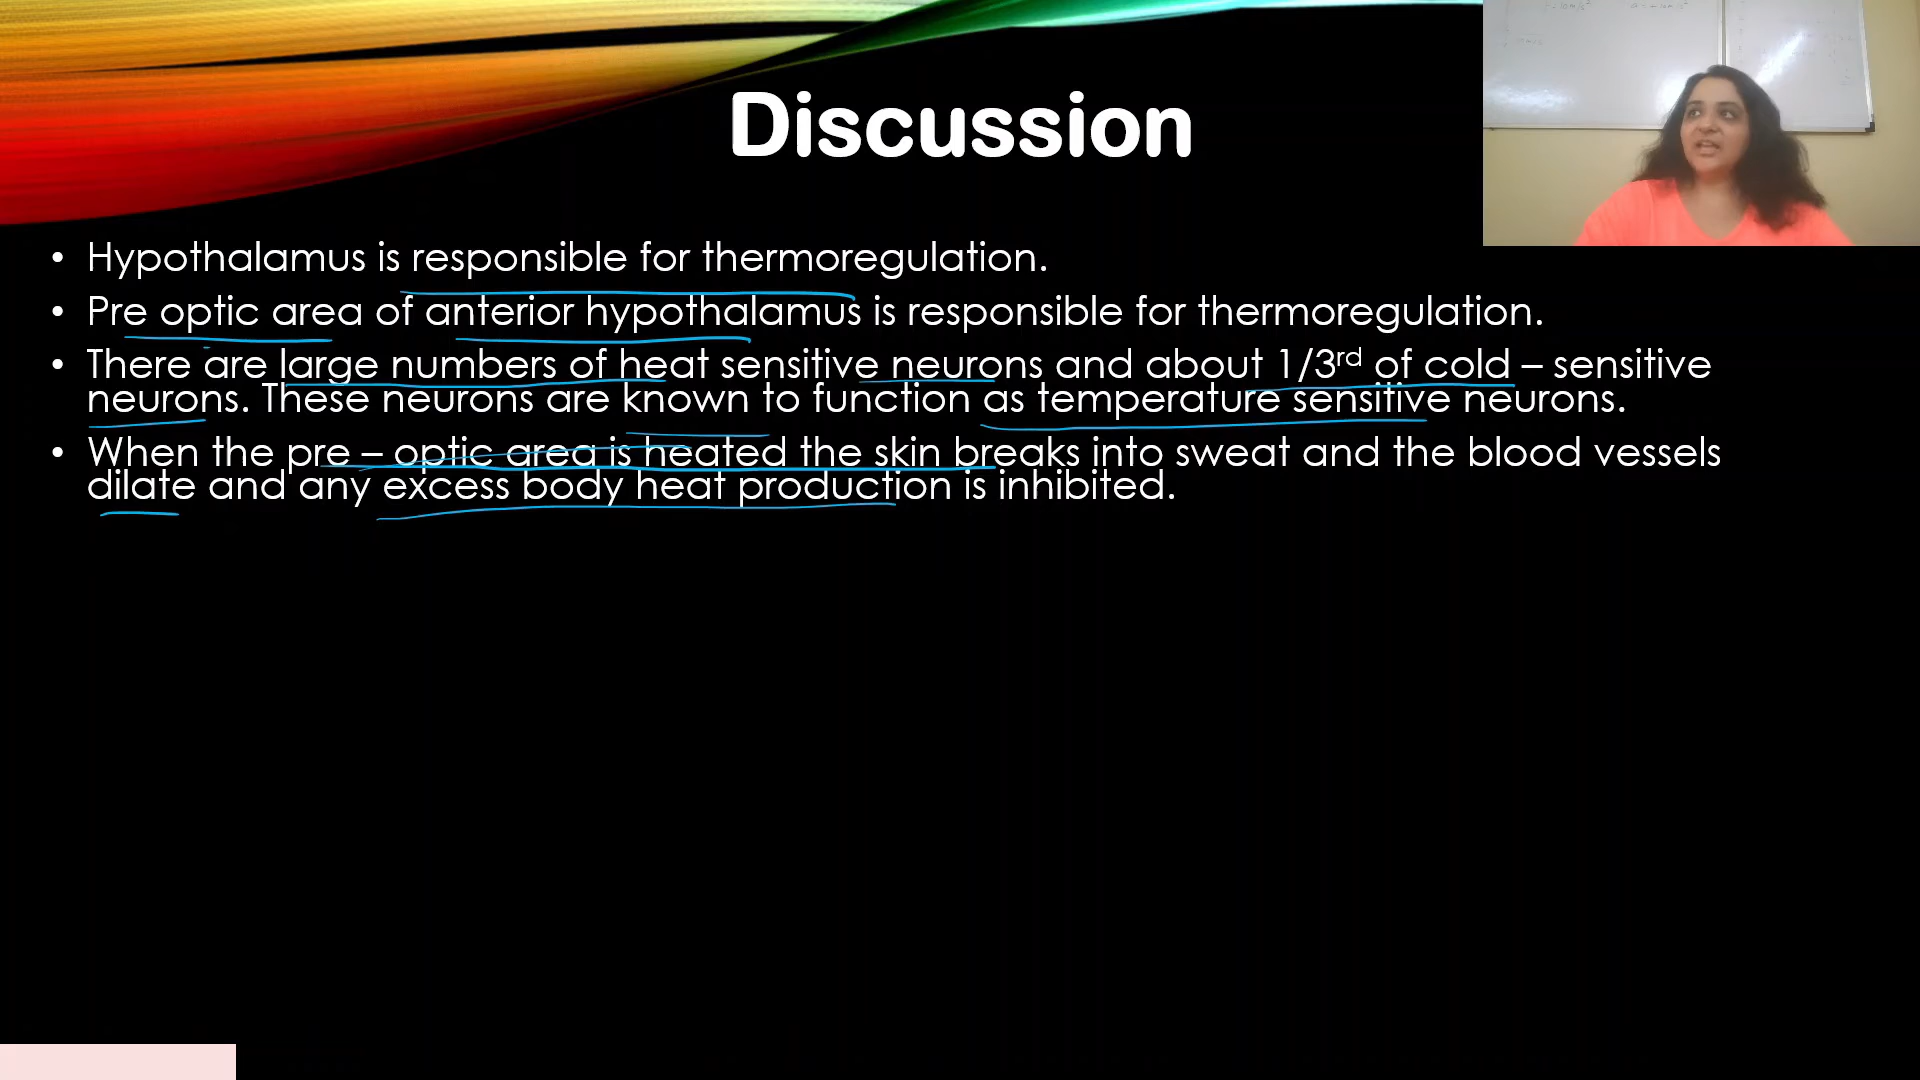 Discussion
• Hypothalamus is responsible for thermoregulation.
• Pre optic area of anterior hypothalamus is responsible for thermoregulation.
• There are large numbers of heat sensitive neurons and about 1/3rd of cold – sensitive
neurons. These neurons are known to function as temperature sensitive neurons.
• When the pre – optic area is heated the skin breaks into sweat and the blood vessels
dilate and any excess body heat production is inhibited.